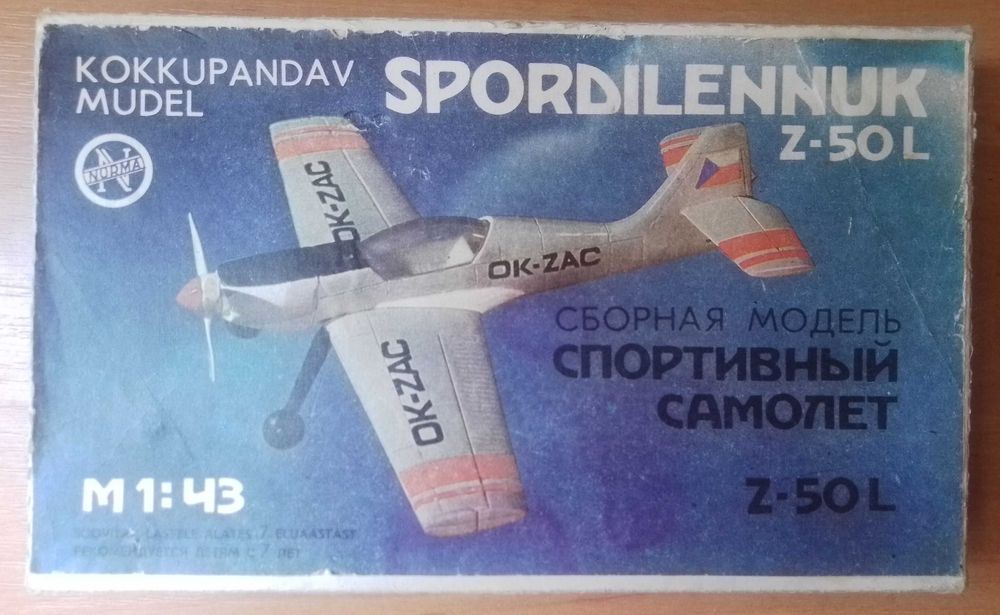 KOKKUPANDAV
MUDEL
SPORDILENNUK
Z-50L
NORMA
N
OK-ZAC
OK-ZAC
OK-ZAC
СБОРНАЯ МОДЕЛЬ
СПОРТИВНЫЙ
САМОЛЕТ
M 1:43
Z-50L
SOOVITAV LASTELE ALATES 7. ELUAASTAST
РЕКОМЕНДУЕТСЯ ДЕТЯМ С 7 ЛЕТ